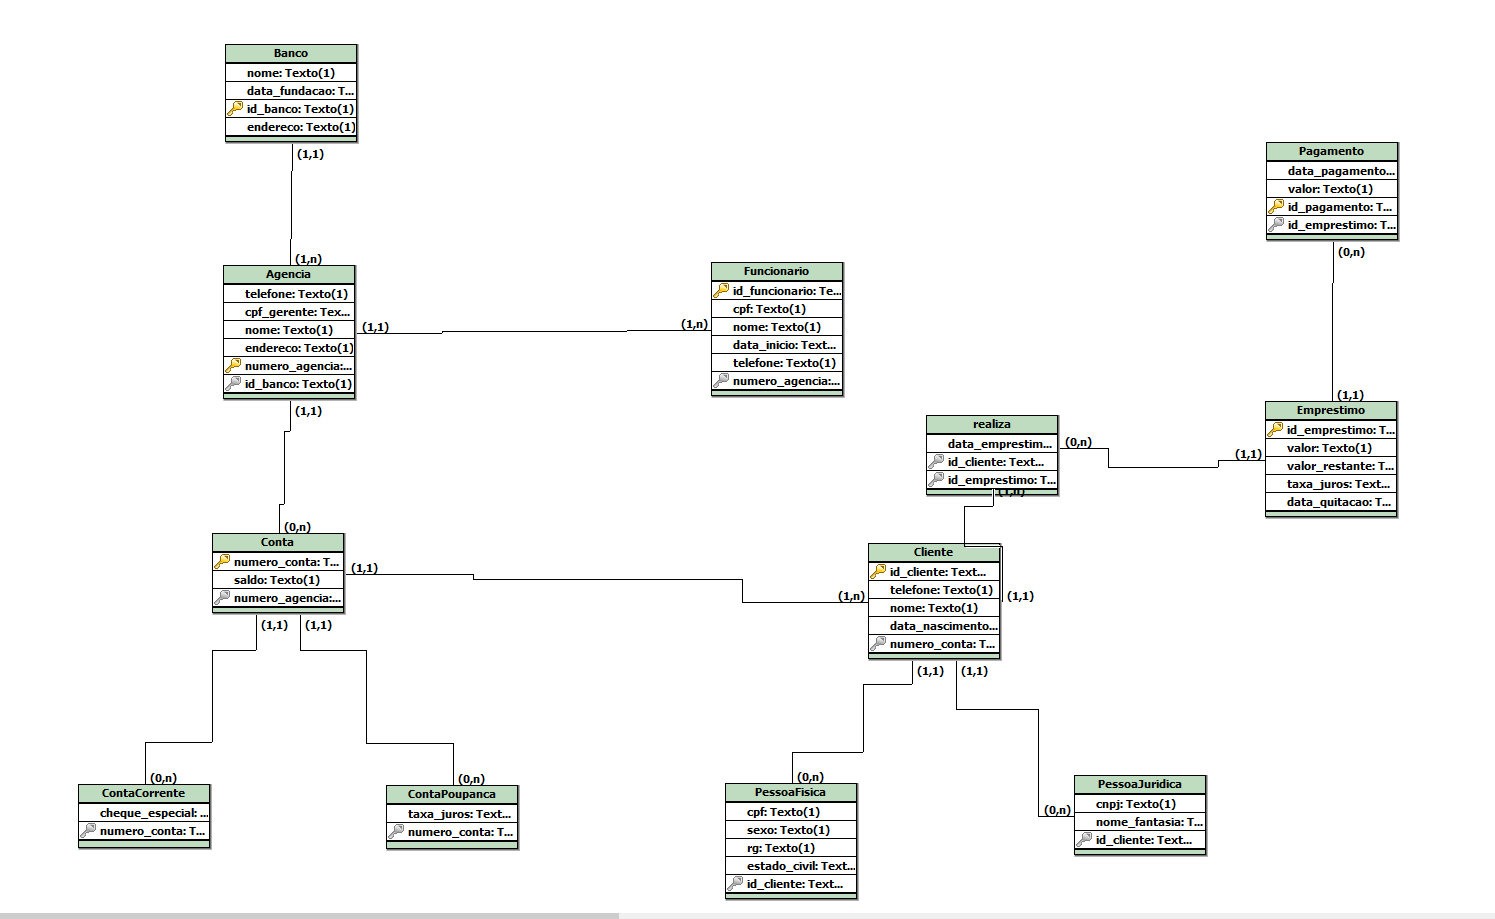 Banco
nome: Texto(1)
data_fundacao: T...
id_banco: Texto(1)
endereco: Texto(1)
(1,1)
(1,n)
Agencia
telefone: Texto(1)
cpf_gerente: Tex...
nome: Texto(1)
endereco: Texto(1)
numero_agencia:...
id_banco: Texto(1)
(1,1)
(1,n)
(1,1)
Funcionario
id_funcionario: Te...
cpf: Texto(1)
nome: Texto(1)
data_inicio: Text...
telefone: Texto(1)
numero_agencia:...
Pagamento
data_pagamento...
valor: Texto(1)
id_pagamento: T...
id_emprestimo: T...
(0,n)
(1,1)
Emprestimo
id_emprestimo: T...
valor: Texto(1)
valor_restante: T...
taxa_juros: Text...
data_quitacao: T...
realiza
data_emprestim...
id_cliente: Text...
id_emprestimo: T...
(0,n)
(1,1)
(1,n)
(0,n)
Conta
numero_conta: T...
saldo: Texto(1)
numero_agencia:...
(1,1)
(1,n)
(1,1)
(1,1)
Cliente
id_cliente: Text...
telefone: Texto(1)
nome: Texto(1)
data_nascimento...
numero_conta: T...
(1,1)
(1,1)
(1,1)
(0,n)
ContaCorrente
cheque_especial: ...
numero_conta: T...
(0,n)
ContaPoupanca
taxa_juros: Text...
numero_conta: T...
(0,n)
PessoaFisica
cpf: Texto(1)
sexo: Texto(1)
rg: Texto(1)
estado_civil: Text...
id_cliente: Text...
(0,n)
PessoaJuridica
cnpj: Texto(1)
nome_fantasia: T...
id_cliente: Text...